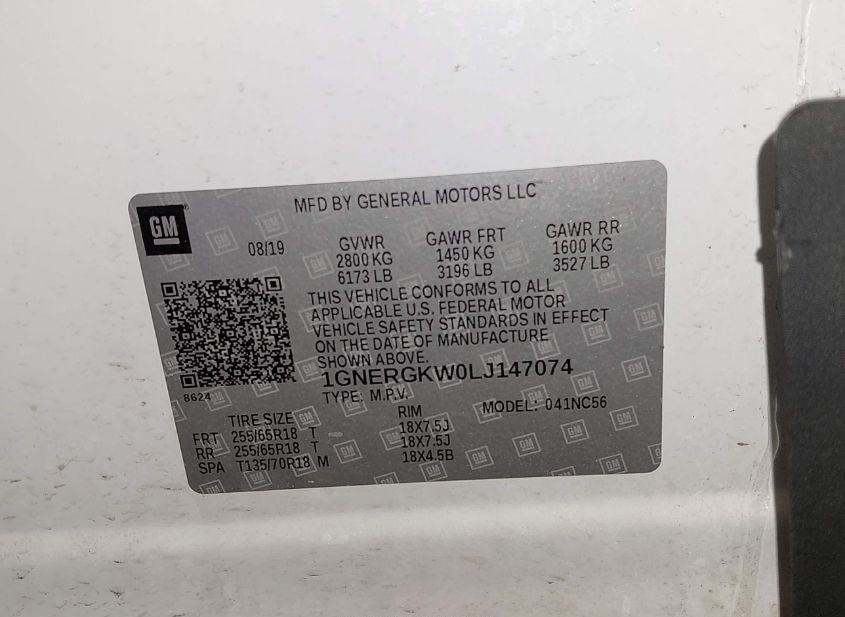 MFD BY GENERAL MOTORS LLC
GM
08/19 GVWR GAWR FRT GAWR RR
2800 KG 1450 KG 1600 KG
6173 LB 3196 LB 3527 LB
THIS VEHICLE CONFORMS TO ALL
APPLICABLE U.S. FEDERAL MOTOR
VEHICLE SAFETY STANDARDS IN EFFECT
ON THE DATE OF MANUFACTURE
SHOWN ABOVE.
1GNERGKW0LJ147074
8624
TYPE: M.P.V. MODEL: 041NC56
TIRE SIZE RIM
FRT 255/65R18 T 18X7.5J
RR 255/65R18 T 18X7.5J
SPA T135/70R18 M 18X4.5B